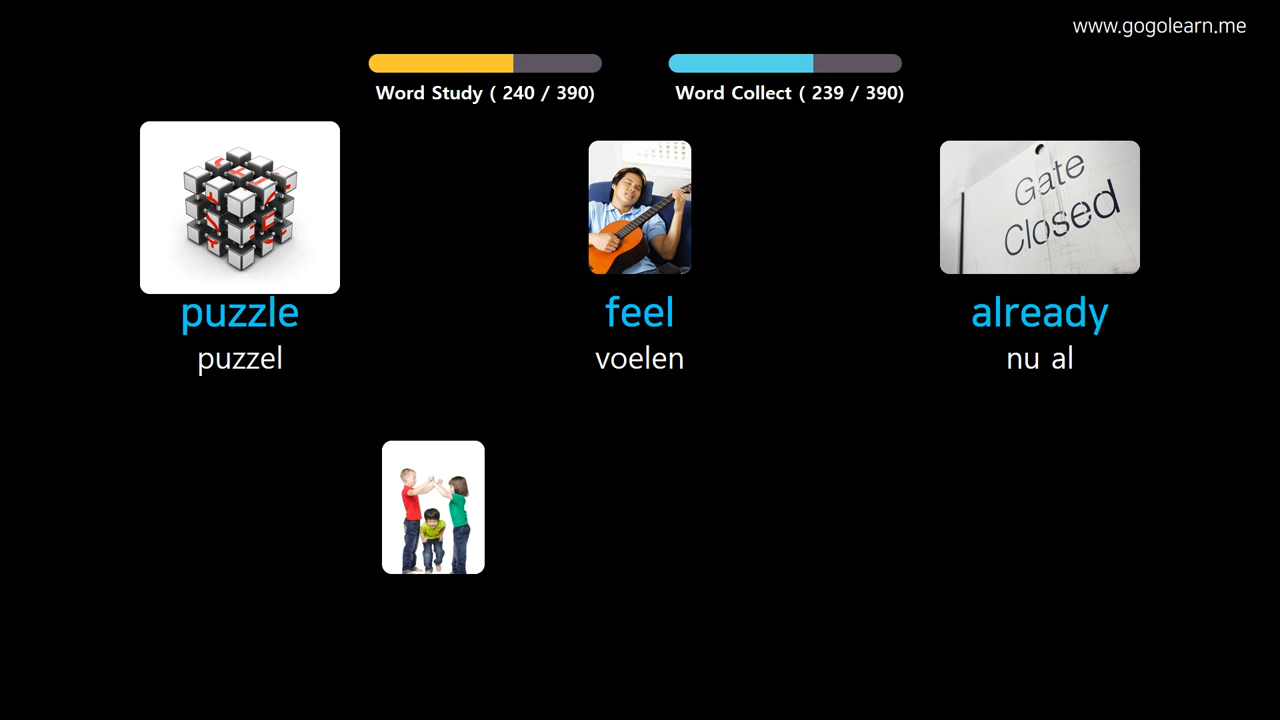 www.gogolearn.me
Word Study ( 240 / 390)
Word Collect ( 239 / 390)
Gate
Closed
puzzle
feel
already
puzzel
voelen
nu al